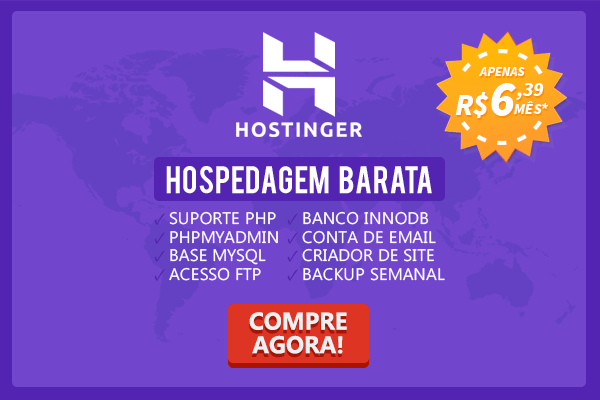 HOSTINGER
APENAS
R$6,39
MÊS*
HOSPEDAGEM BARATA
✓ SUPORTE PHP
✓ PHPMYADMIN
✓ BASE MYSQL
✓ ACESSO FTP
✓ BANCO INNODB
✓ CONTA DE EMAIL
✓ CRIADOR DE SITE
✓ BACKUP SEMANAL
COMPRE
AGORA!